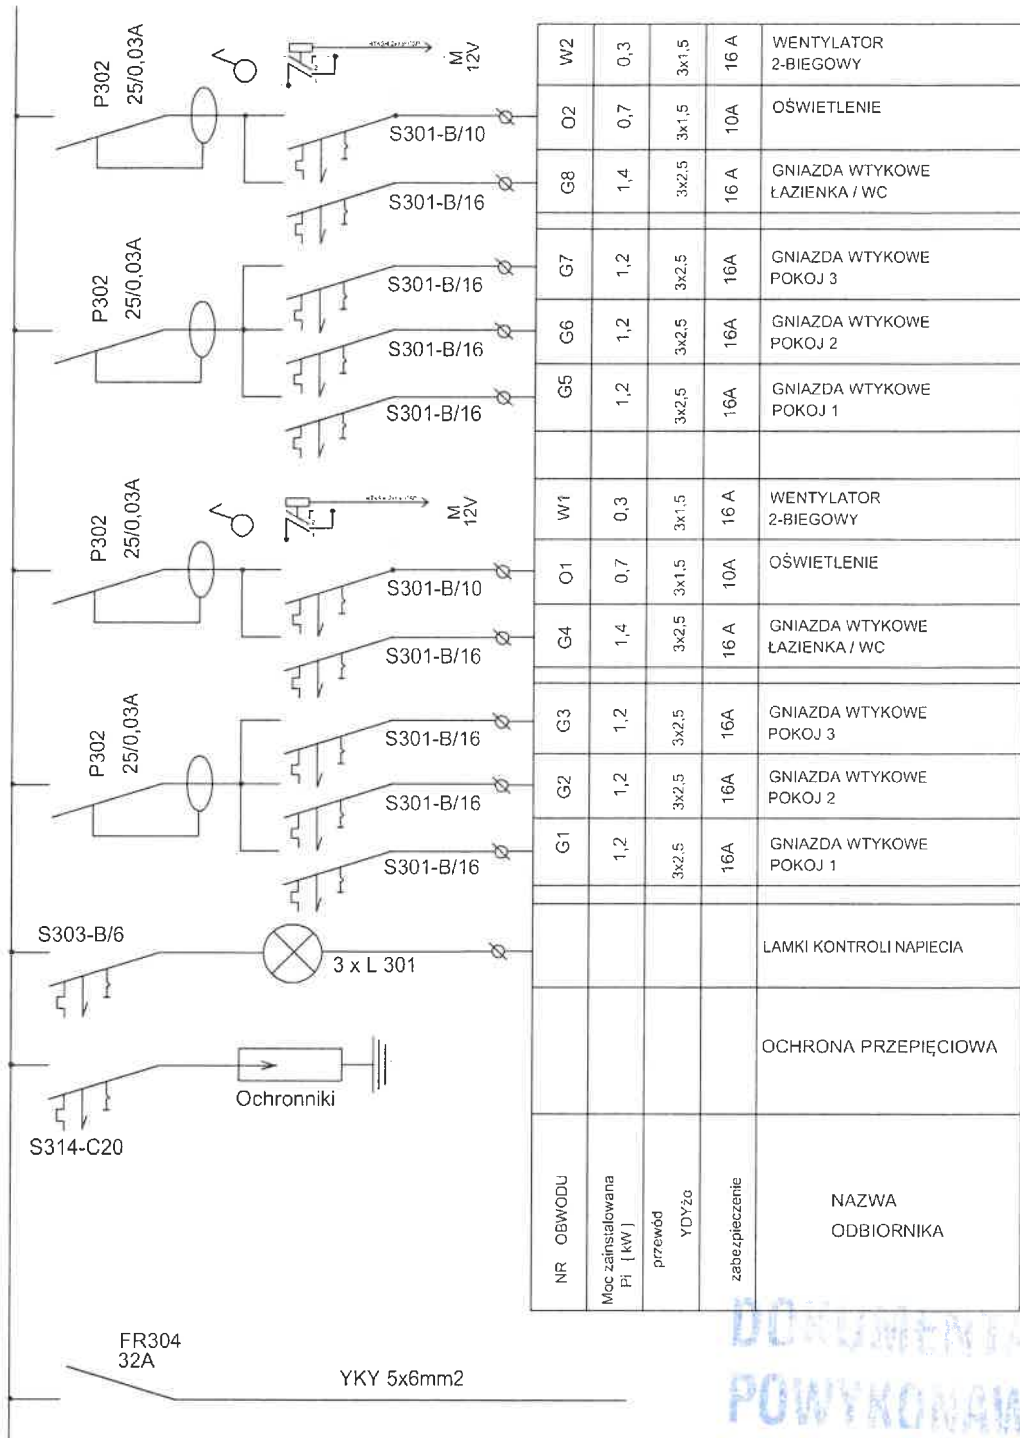 P302
25/0,03A
M
12V
S301-B/10
S301-B/16
P302
25/0,03A
S301-B/16
S301-B/16
S301-B/16
P302
25/0,03A
M
12V
S301-B/10
S301-B/16
P302
25/0,03A
S301-B/16
S301-B/16
S301-B/16
S303-B/6
3 x L 301
Ochronniki
S314-C20
FR304
32A
YKY 5x6mm2
W2 0,3 3x1,5 16 A WENTYLATOR
2-BIEGOWY
O2 0,7 3x1,5 10A OŚWIETLENIE
G8 1,4 3x2,5 16 A GNIAZDA WTYKOWE
ŁAZIENKA / WC
G7 1,2 3x2,5 16A GNIAZDA WTYKOWE
POKOJ 3
G6 1,2 3x2,5 16A GNIAZDA WTYKOWE
POKOJ 2
G5 1,2 3x2,5 16A GNIAZDA WTYKOWE
POKOJ 1
W1 0,3 3x1,5 16 A WENTYLATOR
2-BIEGOWY
O1 0,7 3x1,5 10A OŚWIETLENIE
G4 1,4 3x2,5 16 A GNIAZDA WTYKOWE
ŁAZIENKA / WC
G3 1,2 3x2,5 16A GNIAZDA WTYKOWE
POKOJ 3
G2 1,2 3x2,5 16A GNIAZDA WTYKOWE
POKOJ 2
G1 1,2 3x2,5 16A GNIAZDA WTYKOWE
POKOJ 1
LAMKI KONTROLI NAPIECIA
OCHRONA PRZEPIĘCIOWA
NR OBWODU
Moc zainstalowana
Pi [ kW ]
przewód
YDYżo
zabezpieczenie
NAZWA
ODBIORNIKA
DOKUMENTA
POWYKONAW